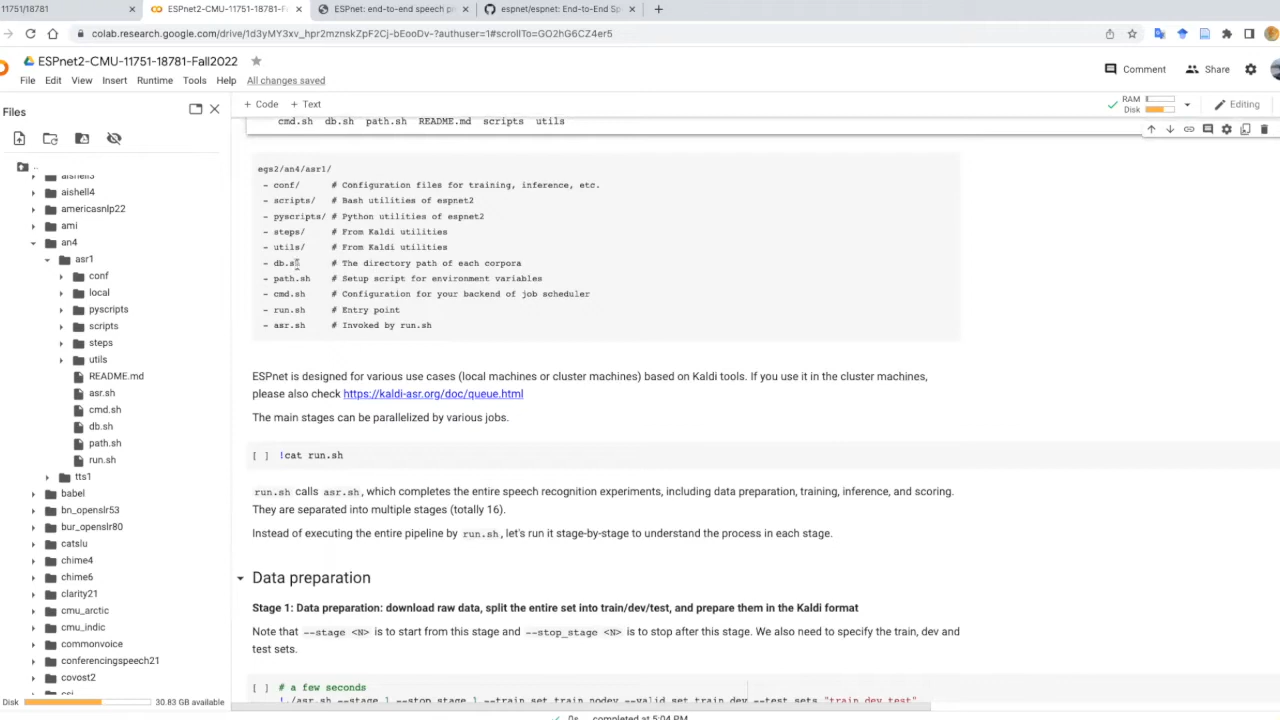 11751/18781
ESPnet2-CMU-11751-18781-F
ESPnet: end-to-end speech p
espnet/espnet: End-to-End Sp
colab.research.google.com/drive/1d3yMY3xv_hpr2mznskZpF2Cj-bEooDv-?authuser=1#scrollTo=GO2hG6CZ4er5
ESPnet2-CMU-11751-18781-Fall2022
File Edit View Insert Runtime Tools Help All changes saved
Comment Share
Files
+ Code + Text
RAM
Disk
Editing
cmd.sh db.sh path.sh README.md scripts utils
..
aishell3
aishell4
americasnlp22
ami
an4
asr1
conf
local
pyscripts
scripts
steps
utils
README.md
asr.sh
cmd.sh
db.sh
path.sh
run.sh
tts1
babel
bn_openslr53
bur_openslr80
catslu
chime4
chime6
clarity21
cmu_arctic
cmu_indic
commonvoice
conferencingspeech21
covost2
csj
Disk 30.83 GB available
egs2/an4/asr1/
- conf/ # Configuration files for training, inference, etc.
- scripts/ # Bash utilities of espnet2
- pyscripts/ # Python utilities of espnet2
- steps/ # From Kaldi utilities
- utils/ # From Kaldi utilities
- db.sh # The directory path of each corpora
- path.sh # Setup script for environment variables
- cmd.sh # Configuration for your backend of job scheduler
- run.sh # Entry point
- asr.sh # Invoked by run.sh
ESPnet is designed for various use cases (local machines or cluster machines) based on Kaldi tools. If you use it in the cluster machines,
please also check https://kaldi-asr.org/doc/queue.html
The main stages can be parallelized by various jobs.
[ ] !cat run.sh
run.sh calls asr.sh, which completes the entire speech recognition experiments, including data preparation, training, inference, and scoring.
They are separated into multiple stages (totally 16).
Instead of executing the entire pipeline by run.sh, let's run it stage-by-stage to understand the process in each stage.
Data preparation
Stage 1: Data preparation: download raw data, split the entire set into train/dev/test, and prepare them in the Kaldi format
Note that --stage <N> is to start from this stage and --stop_stage <N> is to stop after this stage. We also need to specify the train, dev and
test sets.
[ ] # a few seconds
!./asr.sh --stage 1 --stop_stage 1 --train_set train_nodev --valid_set train_dev --test_sets "train_dev test"
0s completed at 5:04 PM